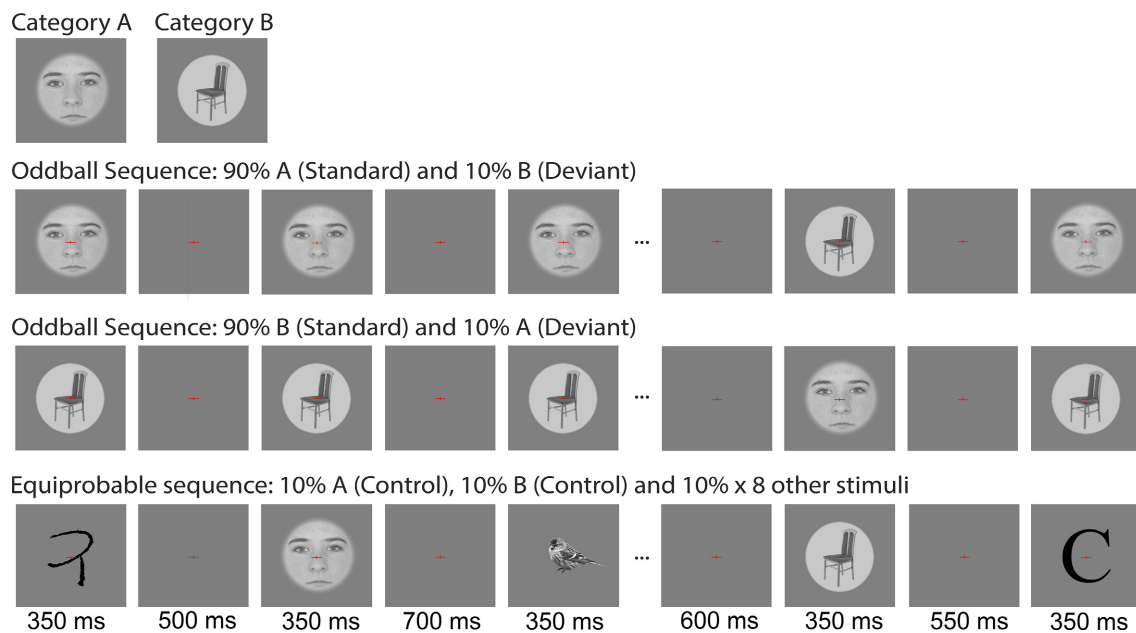 Category A Category B
Oddball Sequence: 90% A (Standard) and 10% B (Deviant)
...
Oddball Sequence: 90% B (Standard) and 10% A (Deviant)
...
Equiprobable sequence: 10% A (Control), 10% B (Control) and 10% x 8 other stimuli
... C
350 ms 500 ms 350 ms 700 ms 350 ms 600 ms 350 ms 550 ms 350 ms